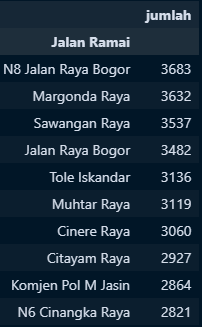 jumlah
Jalan Ramai
N8 Jalan Raya Bogor 3683
Margonda Raya 3632
Sawangan Raya 3537
Jalan Raya Bogor 3482
Tole Iskandar 3136
Muhtar Raya 3119
Cinere Raya 3060
Citayam Raya 2927
Komjen Pol M Jasin 2864
N6 Cinangka Raya 2821